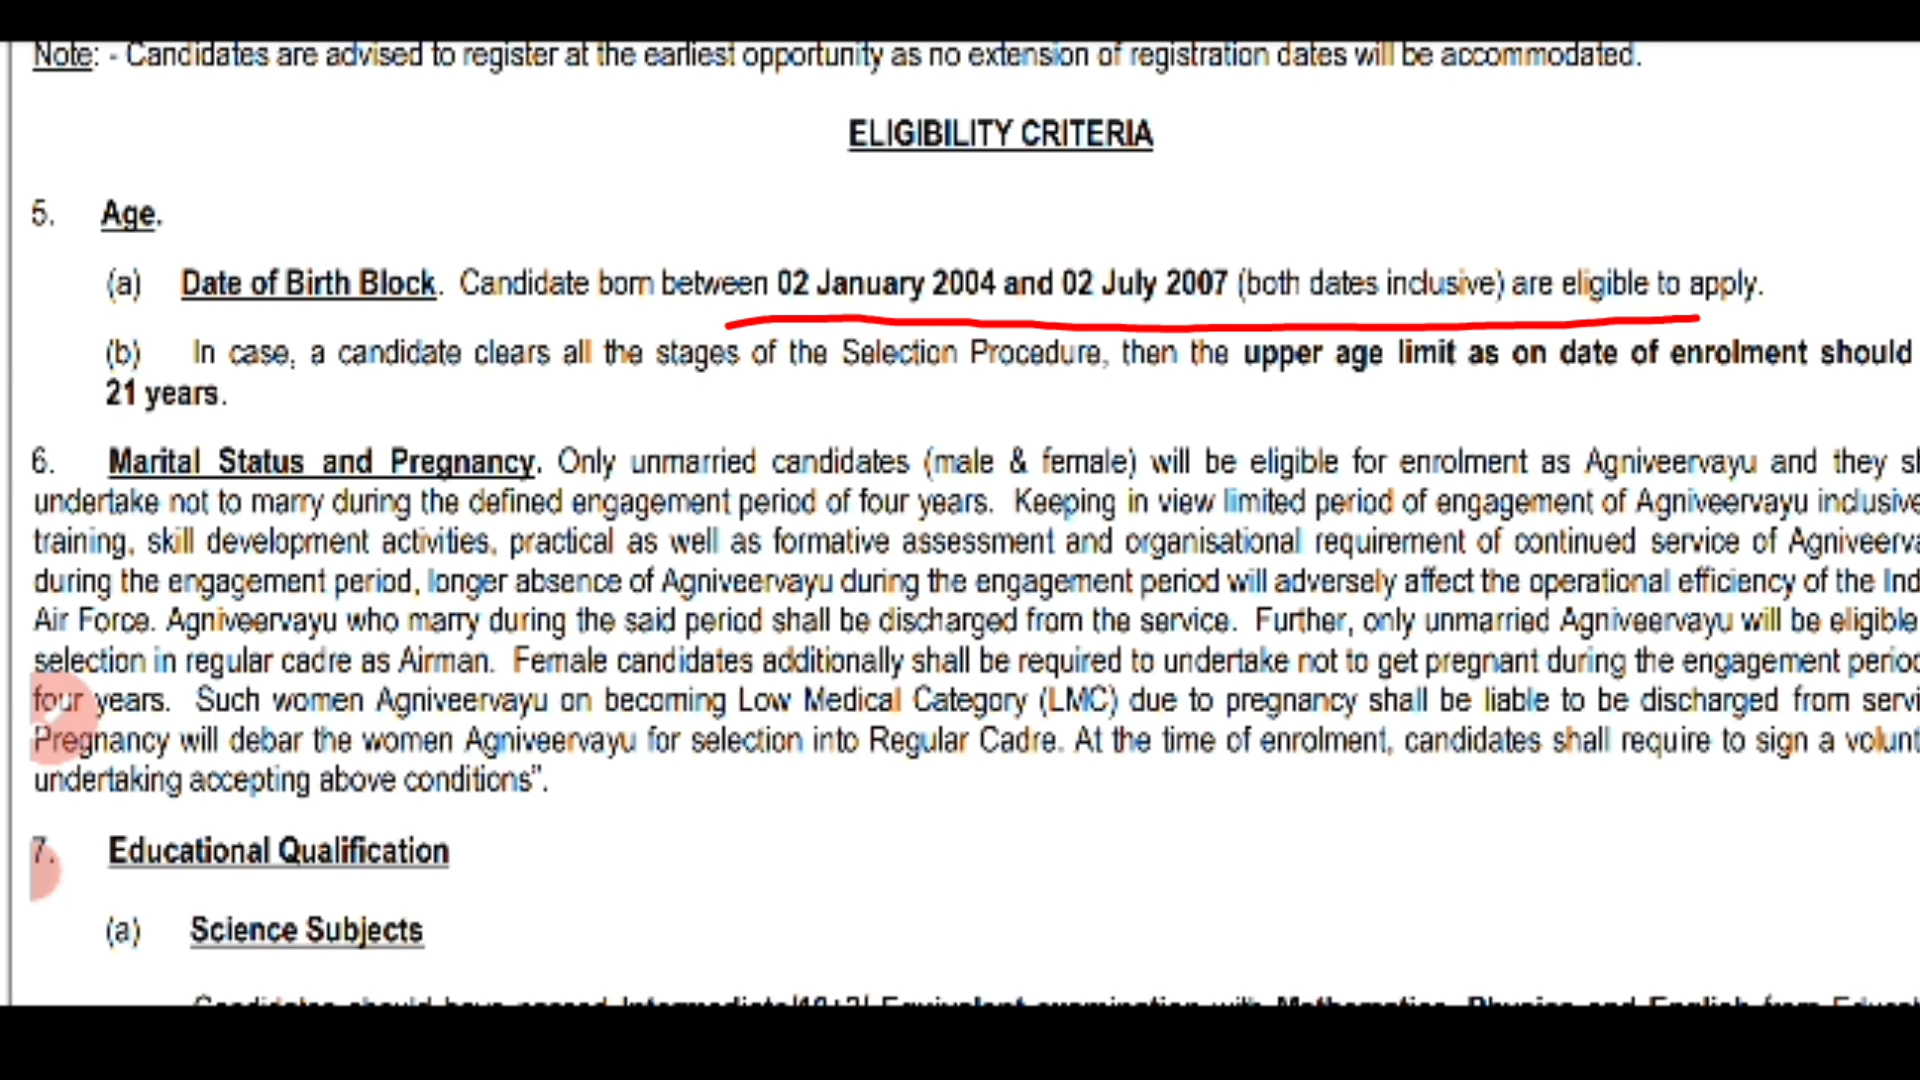 Note: - Candidates are advised to register at the earliest opportunity as no extension of registration dates will be accommodated.
ELIGIBILITY CRITERIA
5. Age.
(a) Date of Birth Block. Candidate born between 02 January 2004 and 02 July 2007 (both dates inclusive) are eligible to apply.
(b) In case, a candidate clears all the stages of the Selection Procedure, then the upper age limit as on date of enrolment should
21 years.
6. Marital Status and Pregnancy. Only unmarried candidates (male & female) will be eligible for enrolment as Agniveervayu and they
undertake not to marry during the defined engagement period of four years. Keeping in view limited period of engagement of Agniveervayu inclusive
training, skill development activities, practical as well as formative assessment and organisational requirement of continued service of
during the engagement period, longer absence of Agniveervayu during the engagement period will adversely affect the operational efficiency of the
Air Force. Agniveervayu who marry during the said period shall be discharged from the service. Further, only unmarried Agniveervayu will be eligible
selection in regular cadre as Airman. Female candidates additionally shall be required to undertake not to get pregnant during the engagement
four years. Such women Agniveervayu on becoming Low Medical Category (LMC) due to pregnancy shall be liable to be discharged from
Pregnancy will debar the women Agniveervayu for selection into Regular Cadre. At the time of enrolment, candidates shall require to sign a
undertaking accepting above conditions”.
7. Educational Qualification
(a) Science Subjects